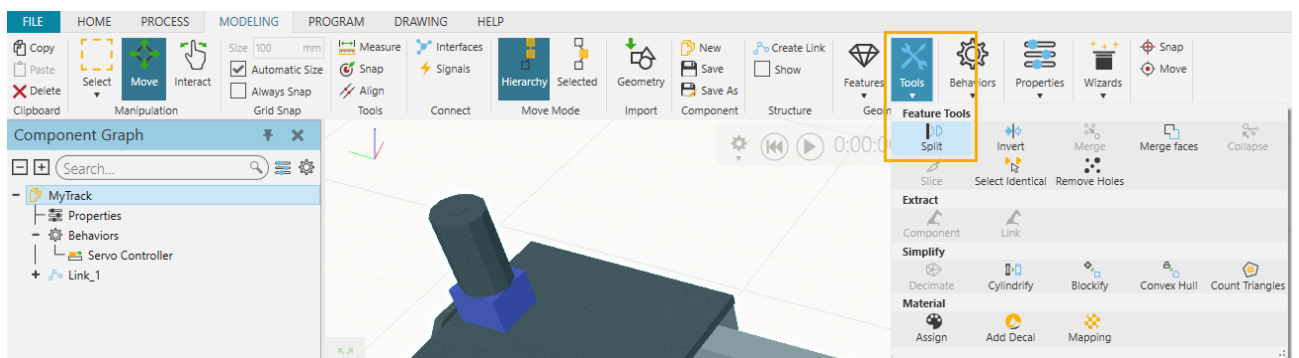 FILE HOME PROCESS MODELING PROGRAM DRAWING HELP
Copy
Paste
Delete
Clipboard
Select Move Interact
Manipulation
Size 100 mm
Automatic Size
Always Snap
Grid Snap
Measure
Snap
Align
Tools
Interfaces
Signals
Connect
Hierarchy Selected
Move Mode
Geometry
Import
New
Save
Save As
Component
Create Link
Show
Structure
Features
Geom
Tools
Behaviors
Properties
Wizards
Snap
Move
Component Graph
Search...
MyTrack
Properties
Behaviors
Servo Controller
Link_1
0:00:0
Feature Tools
Split Invert Merge Merge faces Collapse
Slice Select Identical Remove Holes
Extract
Component Link
Simplify
Decimate Cylindrify Blockify Convex Hull Count Triangles
Material
Assign Add Decal Mapping